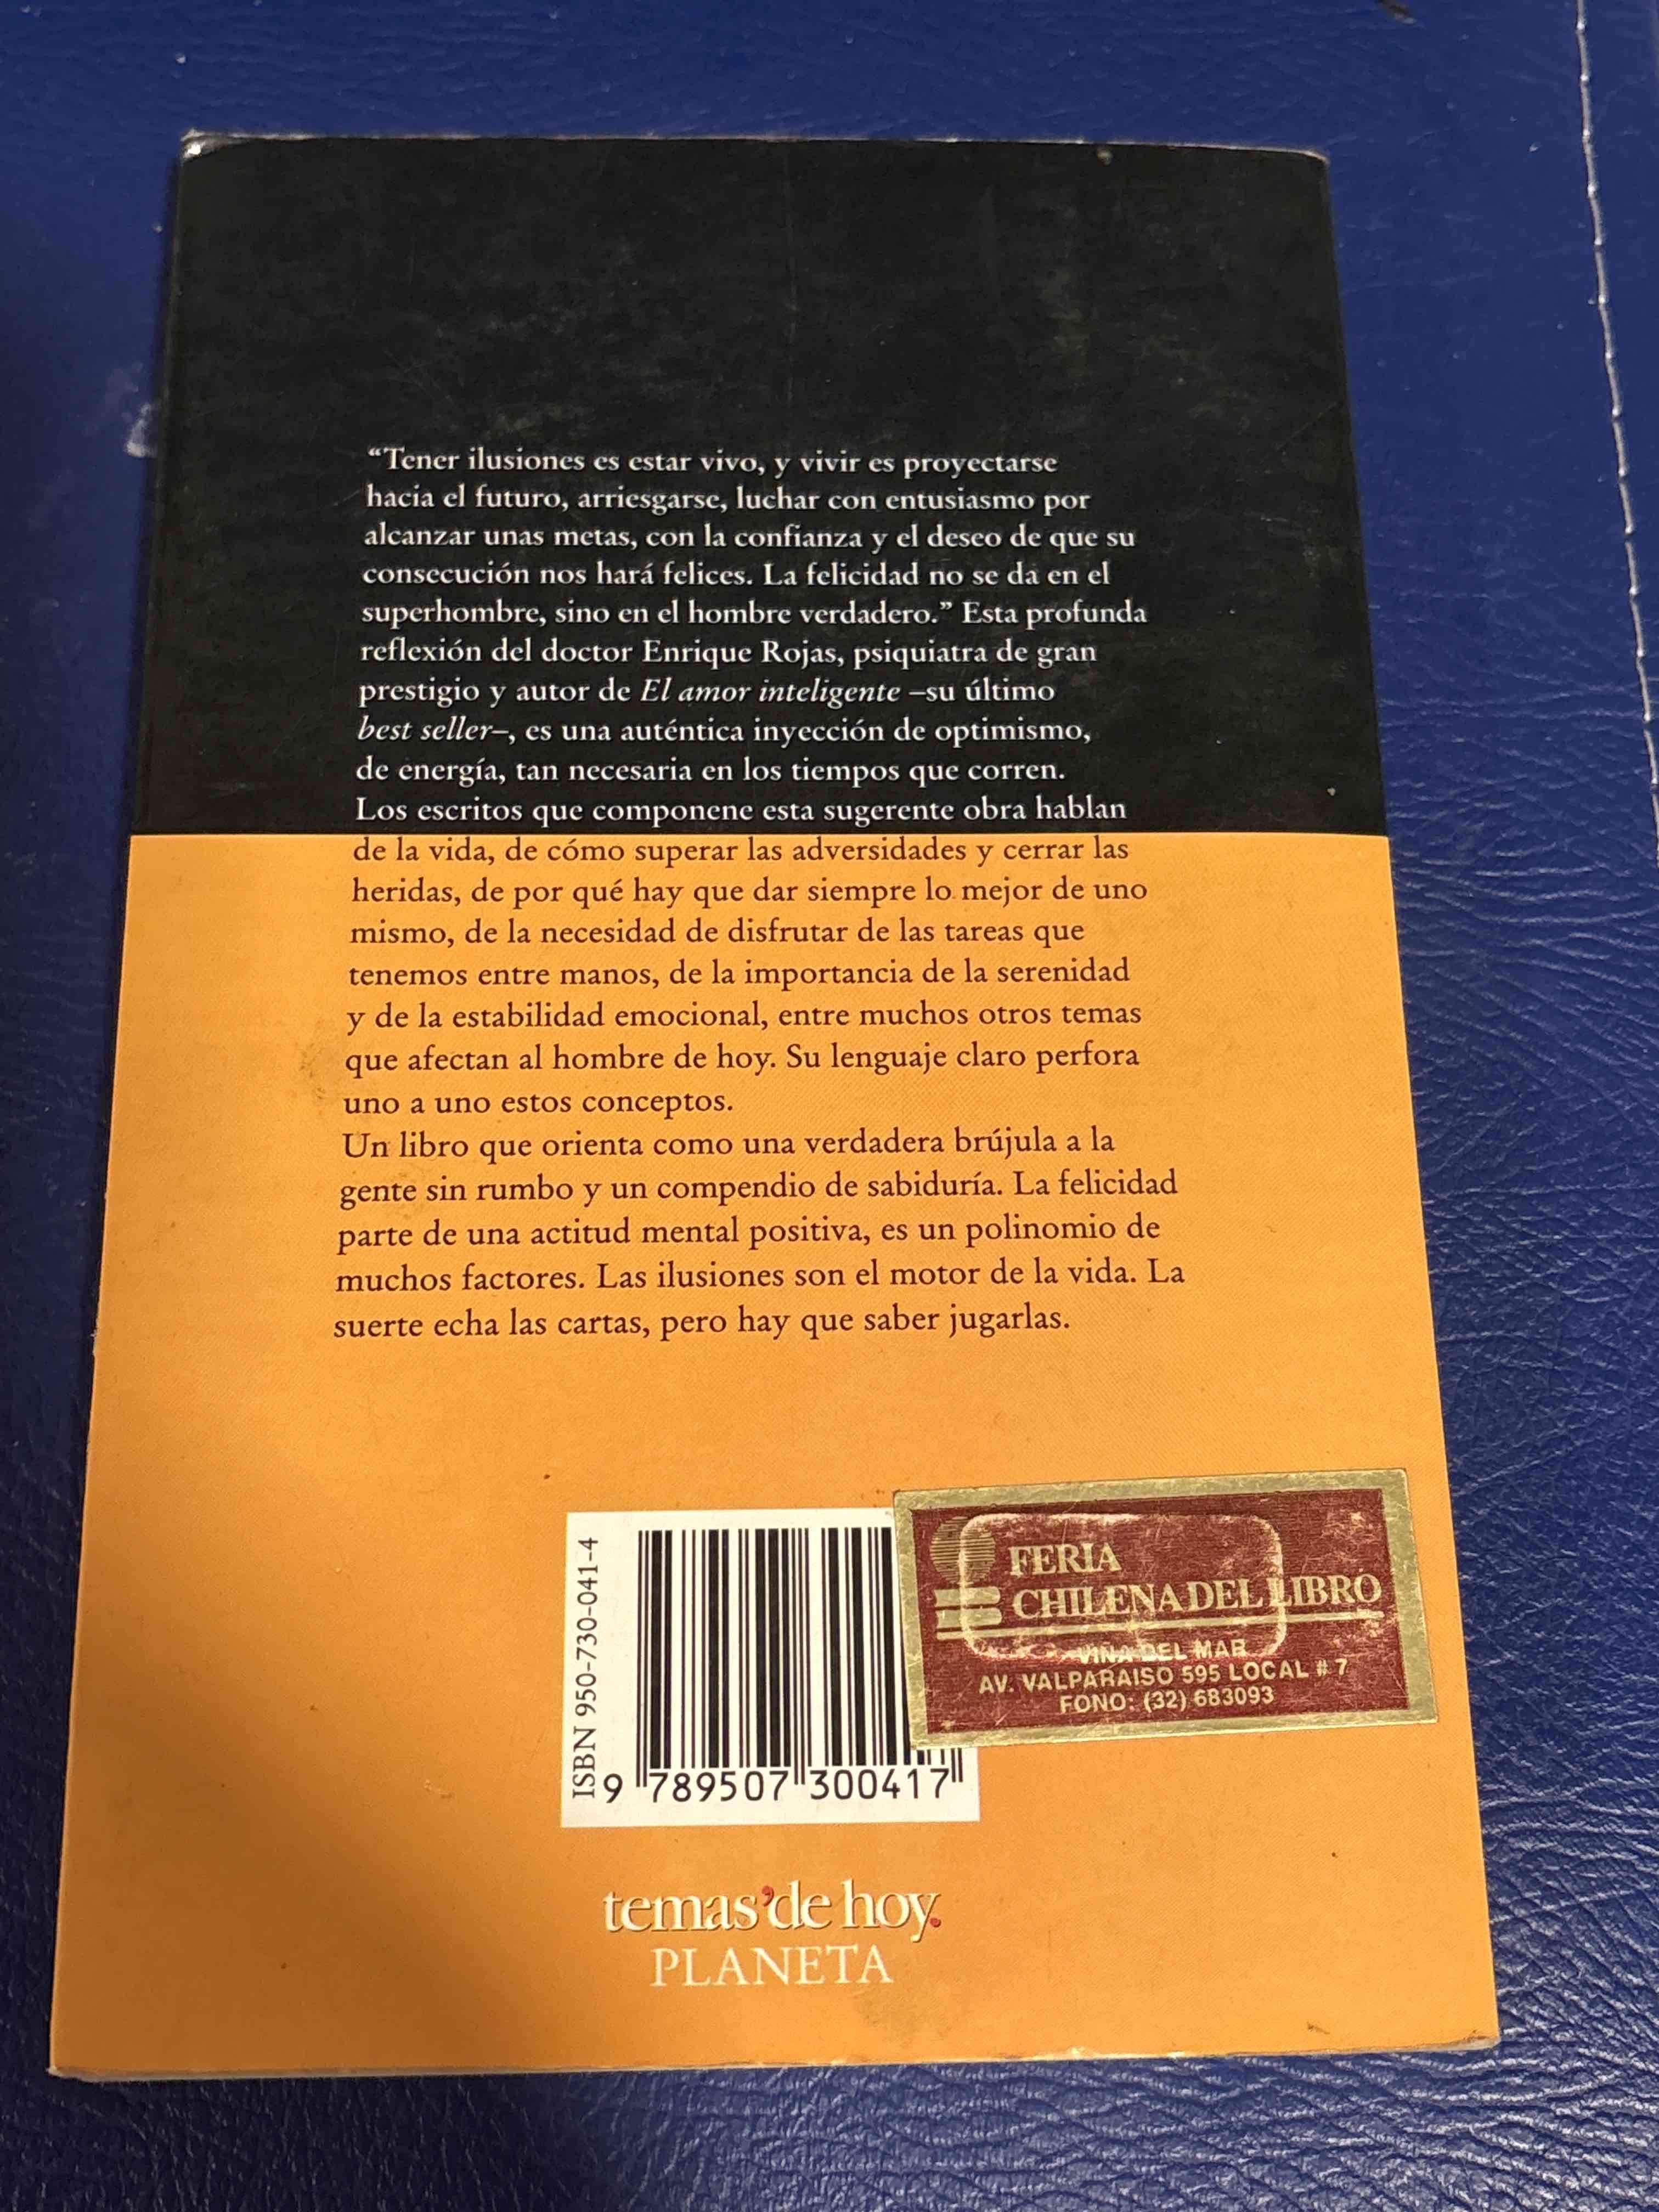 “Tener ilusiones es estar vivo, y vivir es proyectarse
hacia el futuro, arriesgarse, luchar con entusiasmo por
alcanzar unas metas, con la confianza y el deseo de que su
consecución nos hará felices. La felicidad no se da en el
superhombre, sino en el hombre verdadero.” Esta profunda
reflexión del doctor Enrique Rojas, psiquiatra de gran
prestigio y autor de El amor inteligente –su último
best seller–, es una auténtica inyección de optimismo,
de energía, tan necesaria en los tiempos que corren.
Los escritos que componene esta sugerente obra hablan
de la vida, de cómo superar las adversidades y cerrar las
heridas, de por qué hay que dar siempre lo mejor de uno
mismo, de la necesidad de disfrutar de las tareas que
tenemos entre manos, de la importancia de la serenidad
y de la estabilidad emocional, entre muchos otros temas
que afectan al hombre de hoy. Su lenguaje claro perfora
uno a uno estos conceptos.
Un libro que orienta como una verdadera brújula a la
gente sin rumbo y un compendio de sabiduría. La felicidad
parte de una actitud mental positiva, es un polinomio de
muchos factores. Las ilusiones son el motor de la vida. La
suerte echa las cartas, pero hay que saber jugarlas.
ISBN 950-730-041-4
9 789507 300417
FERIA
CHILENA DEL LIBRO
VIÑA DEL MAR
AV. VALPARAISO 595 LOCAL # 7
FONO: (32) 683093
temas'de hoy.
PLANETA